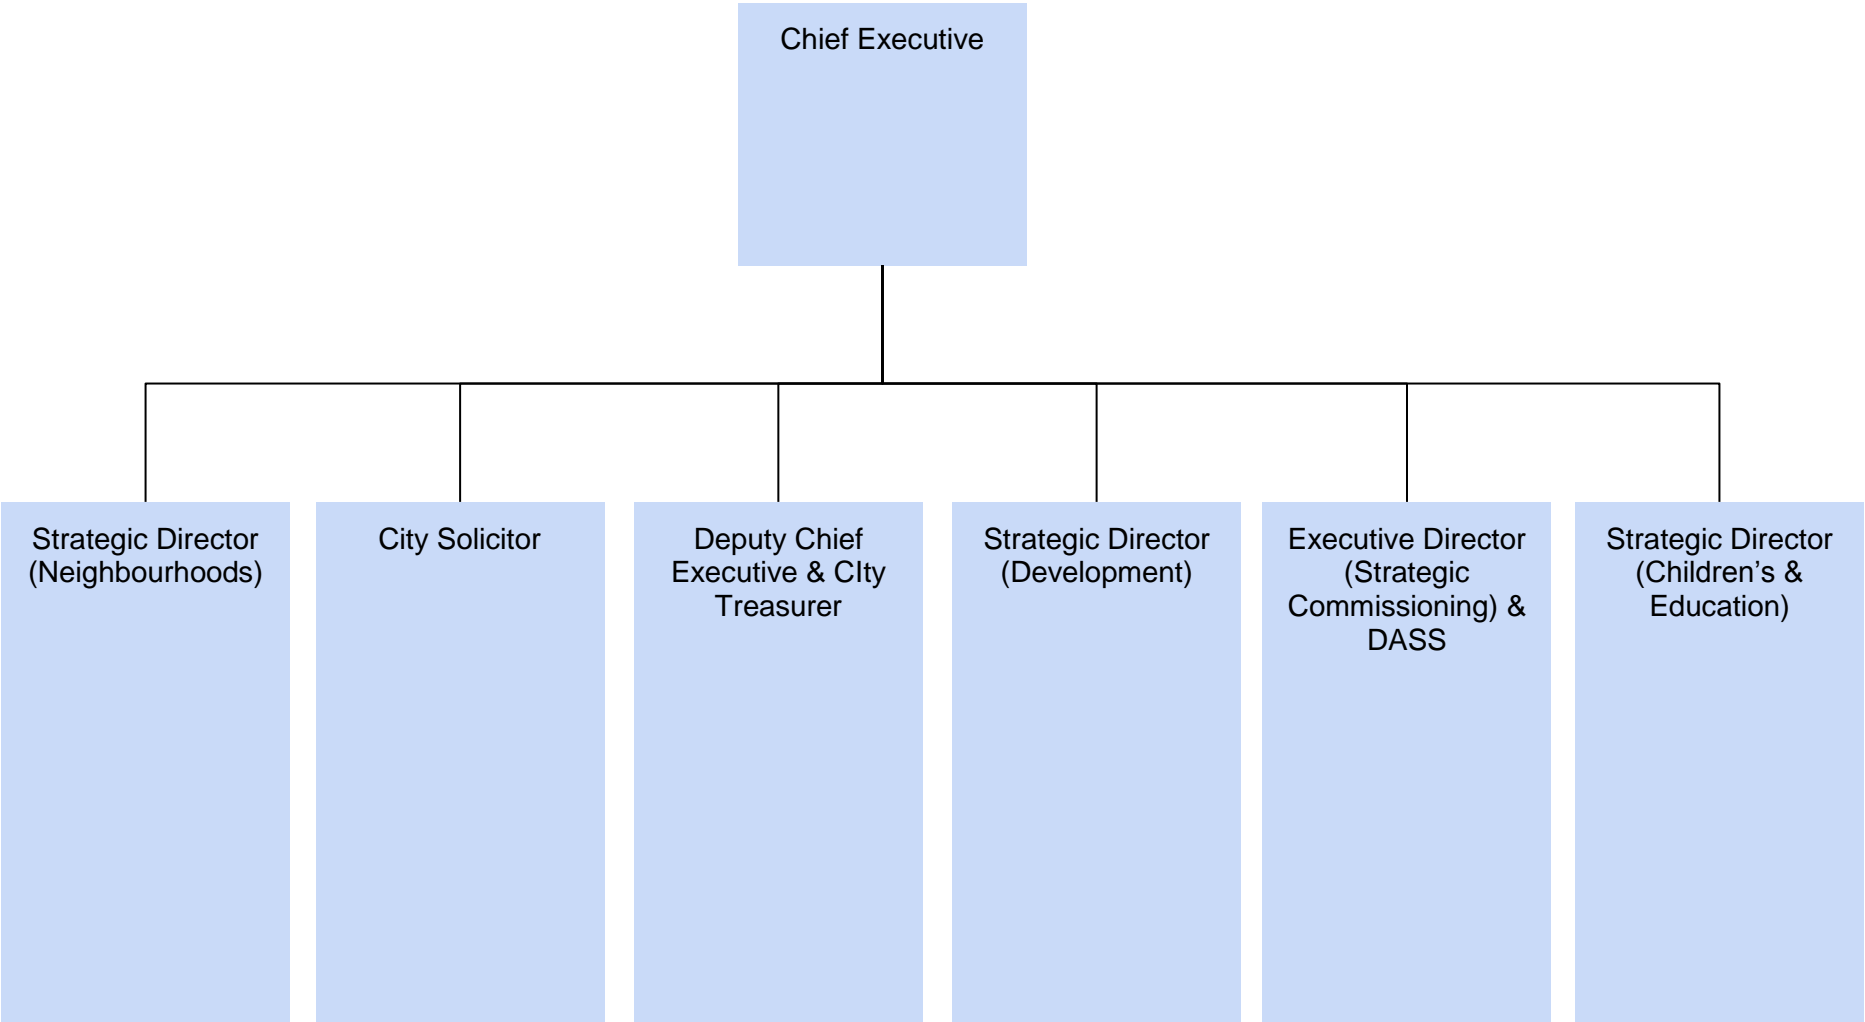 Chief Executive
Strategic Director
(Neighbourhoods)
City Solicitor
Deputy Chief
Executive & CIty
Treasurer
Strategic Director
(Development)
Executive Director
(Strategic
Commissioning) &
DASS
Strategic Director
(Children’s &
Education)